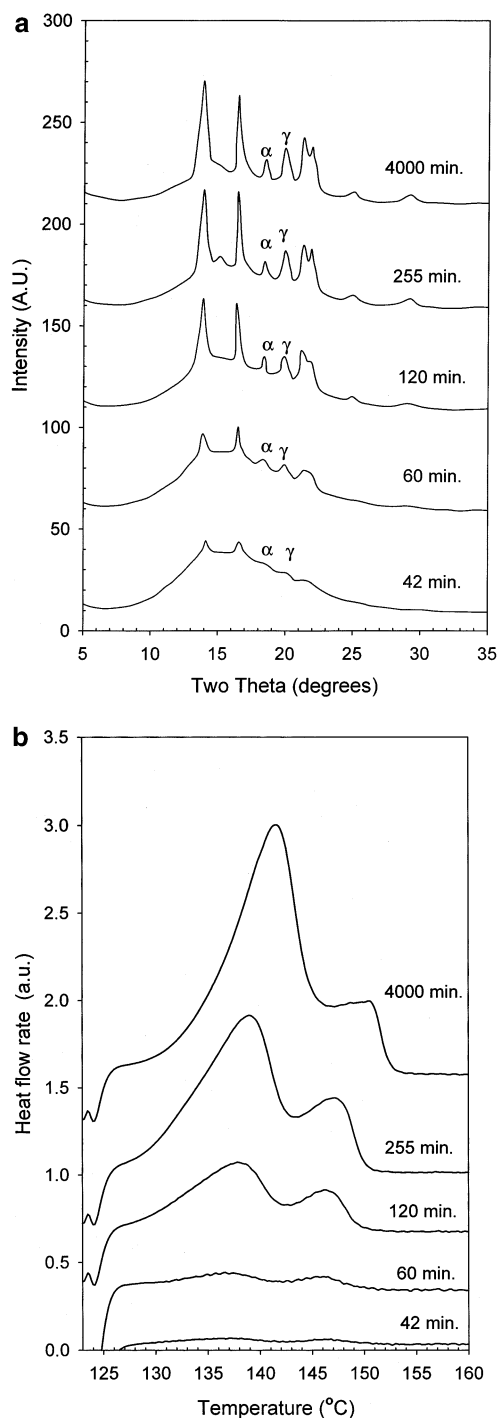 a
300
250
200
150
100
50
0
Intensity (A.U.)
α γ
4000 min.
α γ
255 min.
α γ
120 min.
α γ
60 min.
α γ
42 min.
5 10 15 20 25 30 35
Two Theta (degrees)
b
3.5
3.0
2.5
2.0
1.5
1.0
0.5
0.0
Heat flow rate (a.u.)
4000 min.
255 min.
120 min.
60 min.
42 min.
125 130 135 140 145 150 155 160
Temperature (°C)